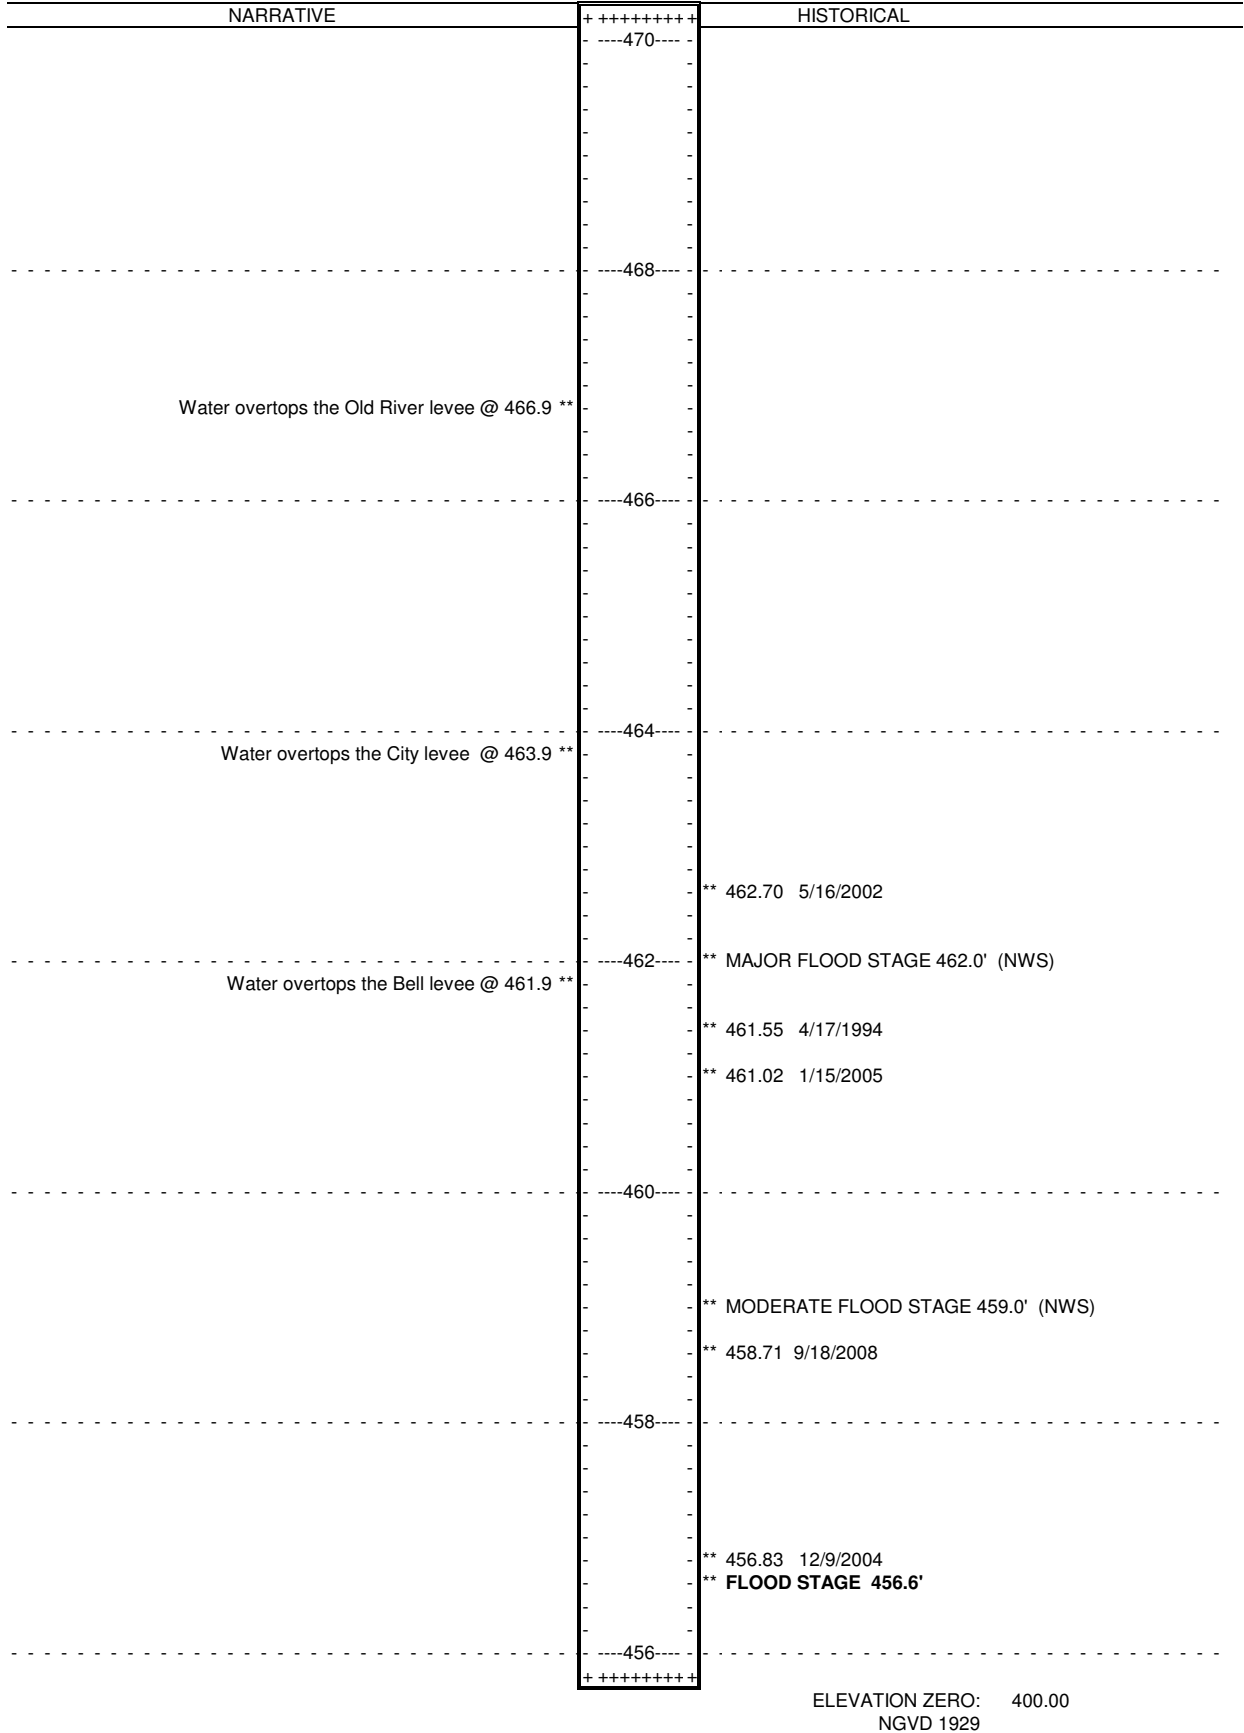 NARRATIVE + +++++++++ HISTORICAL
- ----470---- -
----468----
Water overtops the Old River levee @ 466.9 **
----466----
----464----
Water overtops the City levee @ 463.9 **
** 462.70 5/16/2002
----462---- ** MAJOR FLOOD STAGE 462.0' (NWS)
Water overtops the Bell levee @ 461.9 **
** 461.55 4/17/1994
** 461.02 1/15/2005
----460----
** MODERATE FLOOD STAGE 459.0' (NWS)
** 458.71 9/18/2008
----458----
** 456.83 12/9/2004
** FLOOD STAGE 456.6'
----456----
+ +++++++++
ELEVATION ZERO: 400.00
NGVD 1929